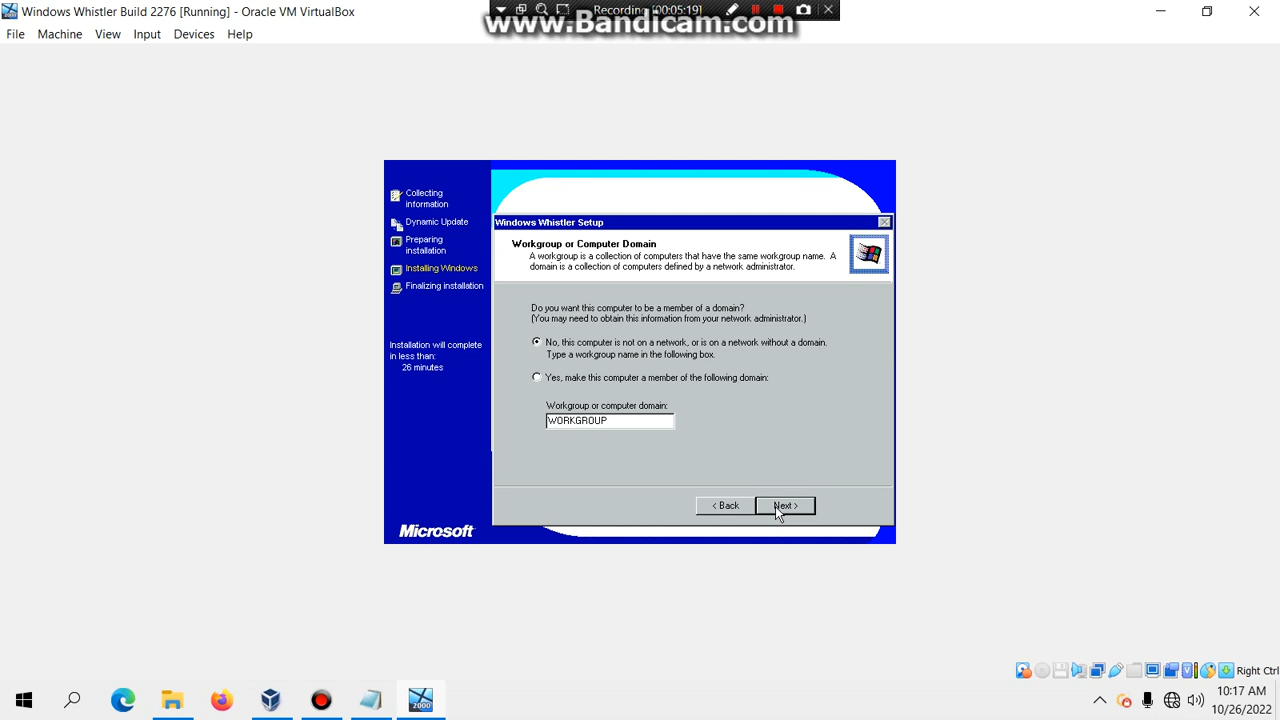 Windows Whistler Build 2276 [Running] - Oracle VM VirtualBox
Recording [00:05:19]
www.Bandicam.com
File Machine View Input Devices Help
Collecting
information
Dynamic Update
Preparing
installation
Installing Windows
Finalizing installation
Installation will complete
in less than:
26 minutes
Microsoft
Windows Whistler Setup
Workgroup or Computer Domain
A workgroup is a collection of computers that have the same workgroup name. A
domain is a collection of computers defined by a network administrator.
Do you want this computer to be a member of a domain?
(You may need to obtain this information from your network administrator.)
No, this computer is not on a network, or is on a network without a domain.
Type a workgroup name in the following box.
Yes, make this computer a member of the following domain:
Workgroup or computer domain:
WORKGROUP
< Back Next >
Right Ctrl
2000
10:17 AM
10/26/2022